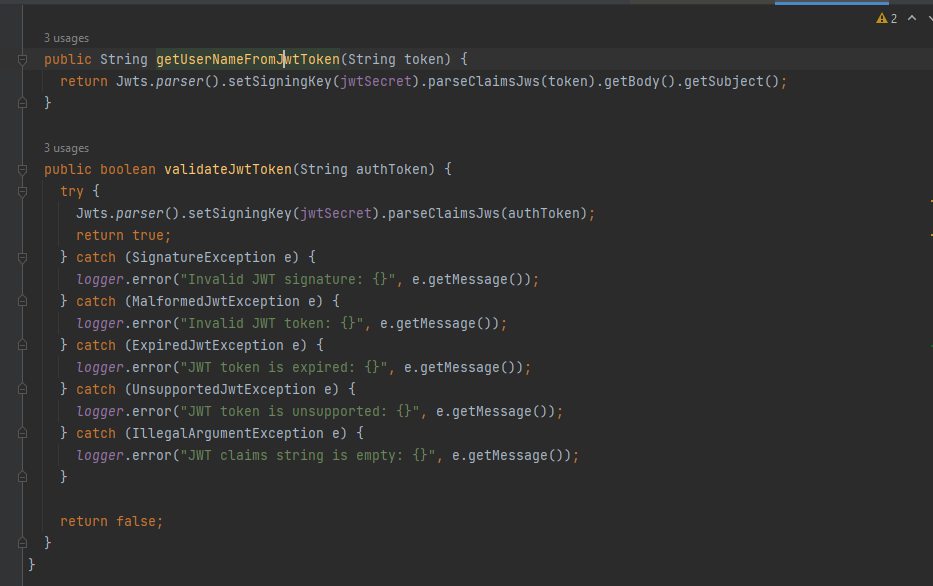 2
3 usages
public String getUserNameFromJwtToken(String token) {
return Jwts.parser().setSigningKey(jwtSecret).parseClaimsJws(token).getBody().getSubject();
}
3 usages
public boolean validateJwtToken(String authToken) {
try {
Jwts.parser().setSigningKey(jwtSecret).parseClaimsJws(authToken);
return true;
} catch (SignatureException e) {
logger.error("Invalid JWT signature: {}", e.getMessage());
} catch (MalformedJwtException e) {
logger.error("Invalid JWT token: {}", e.getMessage());
} catch (ExpiredJwtException e) {
logger.error("JWT token is expired: {}", e.getMessage());
} catch (UnsupportedJwtException e) {
logger.error("JWT token is unsupported: {}", e.getMessage());
} catch (IllegalArgumentException e) {
logger.error("JWT claims string is empty: {}", e.getMessage());
}
return false;
}
}